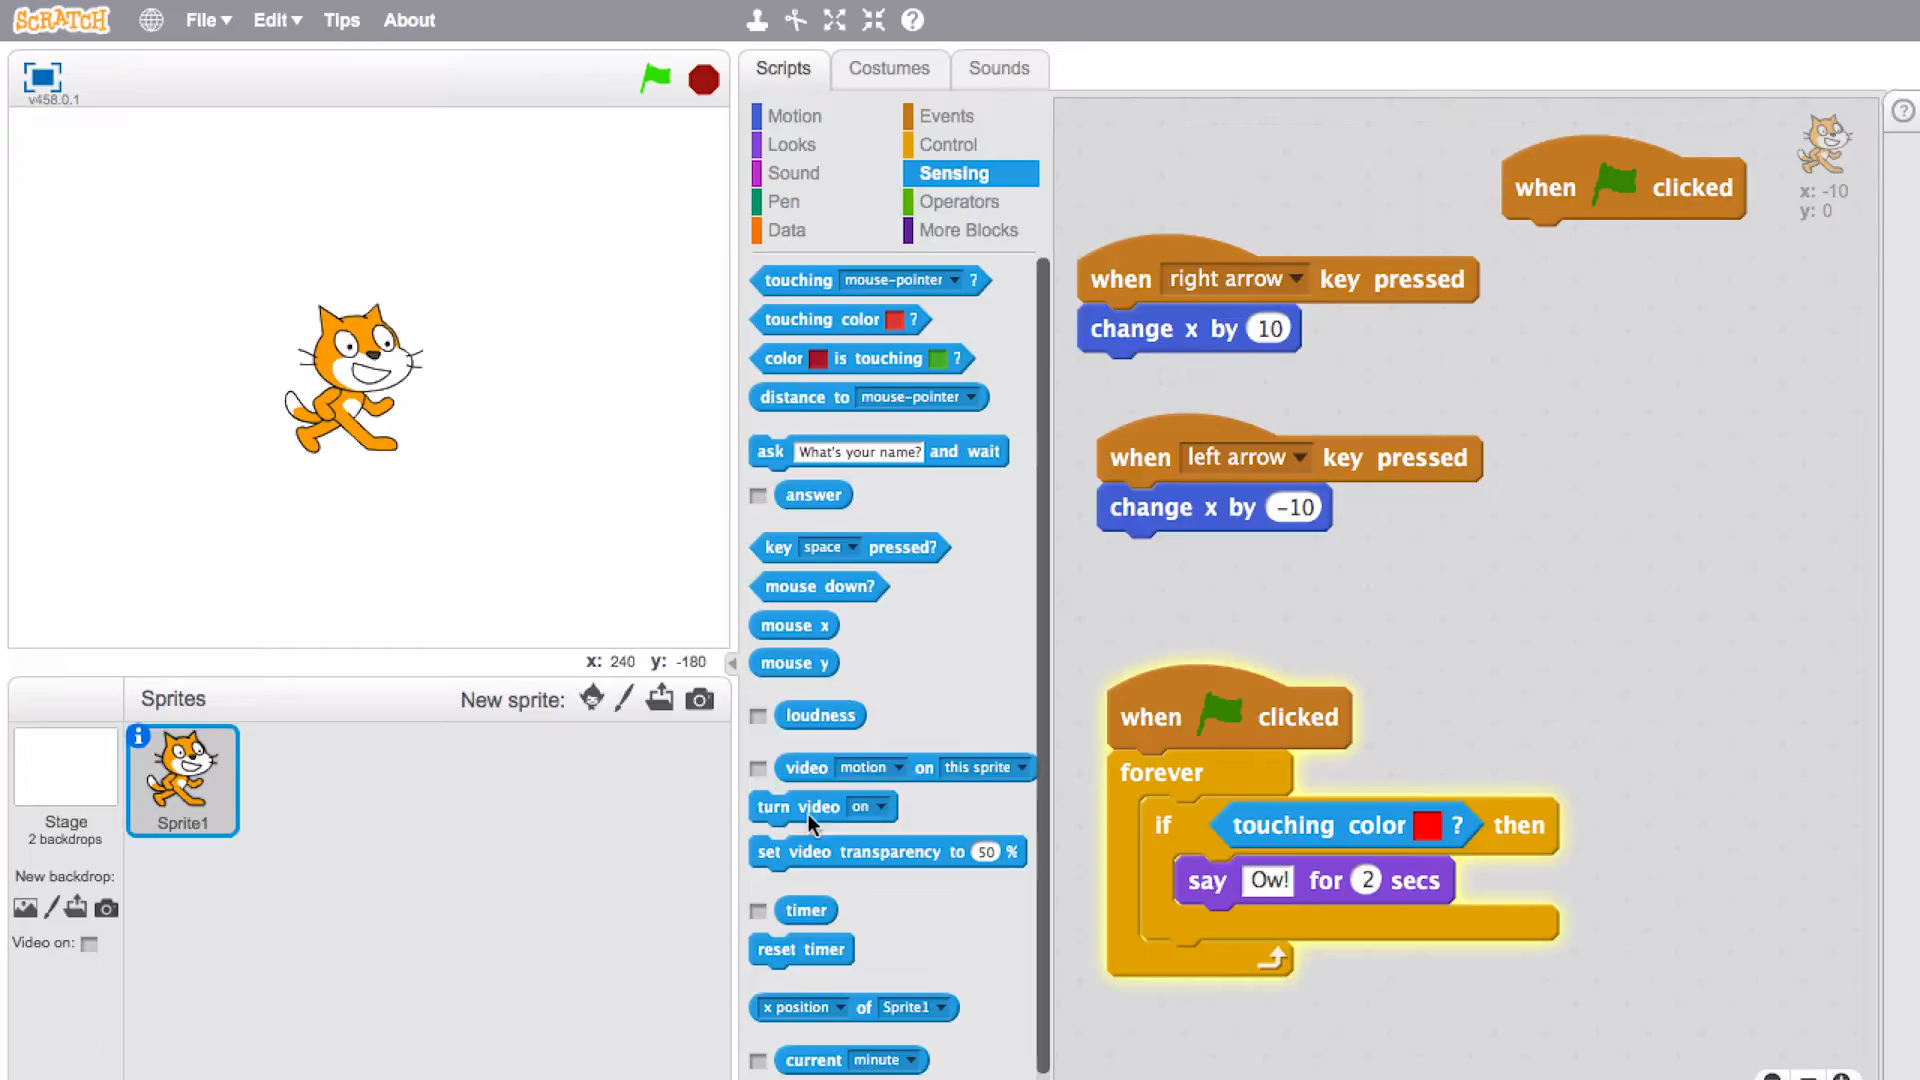 SCRATCH File Edit Tips About
v458.0.1
Scripts Costumes Sounds
Motion Events
Looks Control
Sound Sensing
Pen Operators
Data More Blocks
touching mouse-pointer ?
touching color ?
color is touching ?
distance to mouse-pointer
ask What's your name? and wait
answer
key space pressed?
mouse down?
mouse x
mouse y
loudness
video motion on this sprite
turn video on
set video transparency to 50 %
timer
reset timer
x position of Sprite1
current minute
when clicked
x: -10
y: 0
when right arrow key pressed
change x by 10
when left arrow key pressed
change x by -10
when clicked
forever
if touching color ? then
say Ow! for 2 secs
x: 240 y: -180
Sprites New sprite:
Sprite1
Stage
2 backdrops
New backdrop:
Video on: